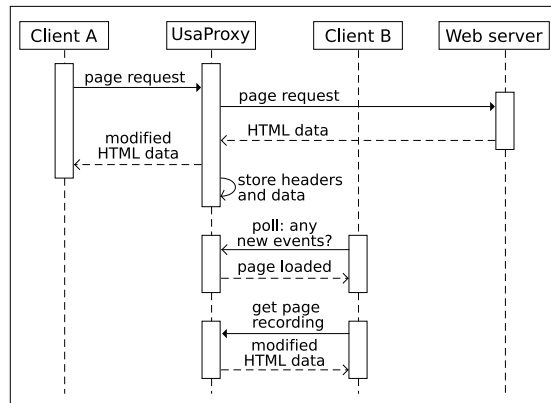 Client A
UsaProxy
Client B
Web server
page request
page request
HTML data
modified
HTML data
store headers
and data
poll: any
new events?
page loaded
get page
recording
modified
HTML data